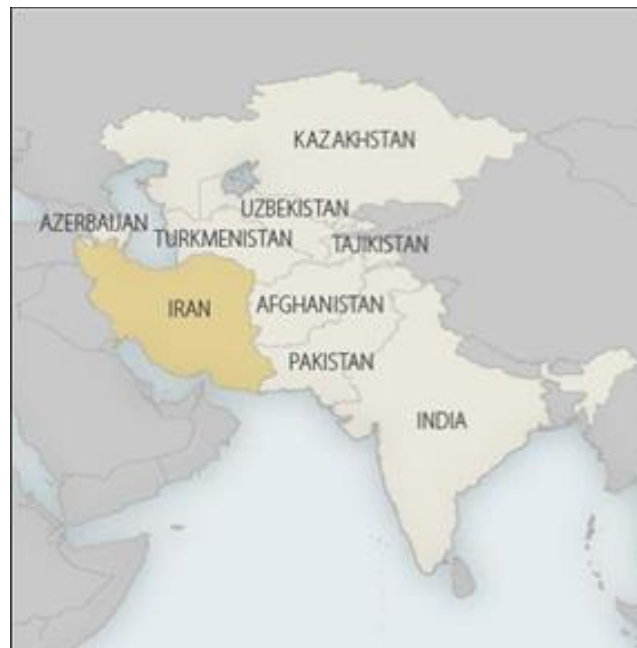 KAZAKHSTAN
UZBEKISTAN
AZERBAIJAN
TURKMENISTAN
TAJIKISTAN
IRAN
AFGHANISTAN
PAKISTAN
INDIA